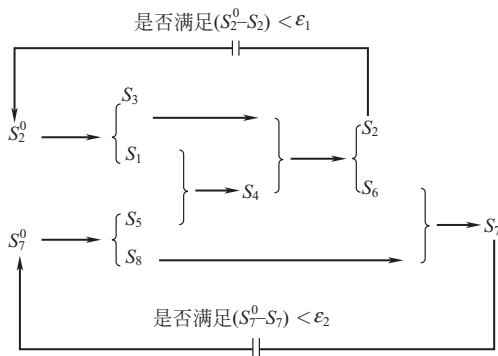 是否满足(S₂⁰–S₂) < ε₁
S₃
S₂⁰
S₂
S₁
S₄
S₆
S₅
S₇⁰
S₇
S₈
是否满足(S₇⁰–S₇) < ε₂